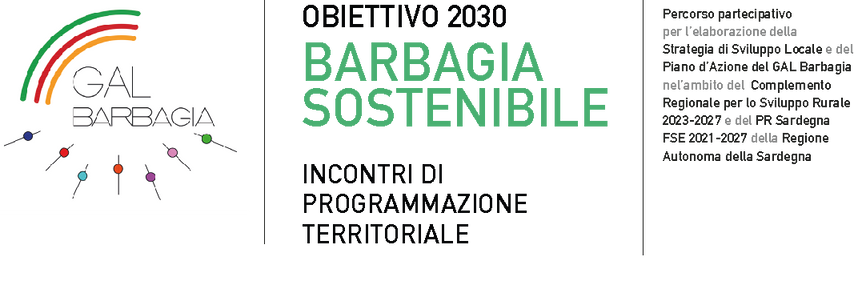 GAL
BARBAGIA
OBIETTIVO 2030
BARBAGIA
SOSTENIBILE
INCONTRI DI
PROGRAMMAZIONE
TERRITORIALE
Percorso partecipativo
per l'elaborazione della
Strategia di Sviluppo Locale e del
Piano d'Azione del GAL Barbagia
nel'ambito del Complemento
Regionale per lo Sviluppo Rurale
2023-2027 e del PR Sardegna
FSE 2021-2027 della Regione
Autonoma della Sardegna